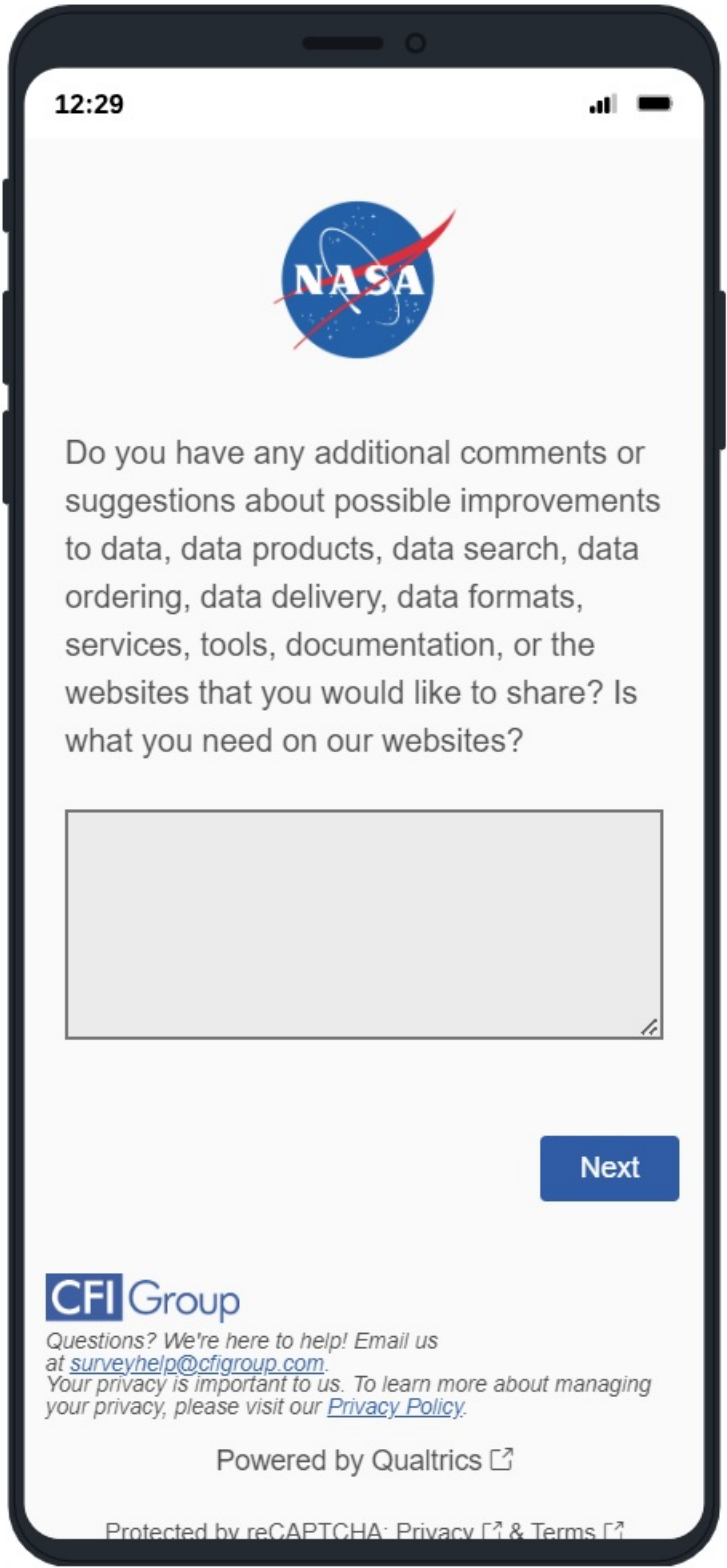 12:29
NASA
Do you have any additional comments or
suggestions about possible improvements
to data, data products, data search, data
ordering, data delivery, data formats,
services, tools, documentation, or the
websites that you would like to share? Is
what you need on our websites?
Next
CFI Group
Questions? We're here to help! Email us
at surveyhelp@cfigroup.com.
Your privacy is important to us. To learn more about managing
your privacy, please visit our Privacy Policy.
Powered by Qualtrics
Protected by reCAPTCHA: Privacy & Terms